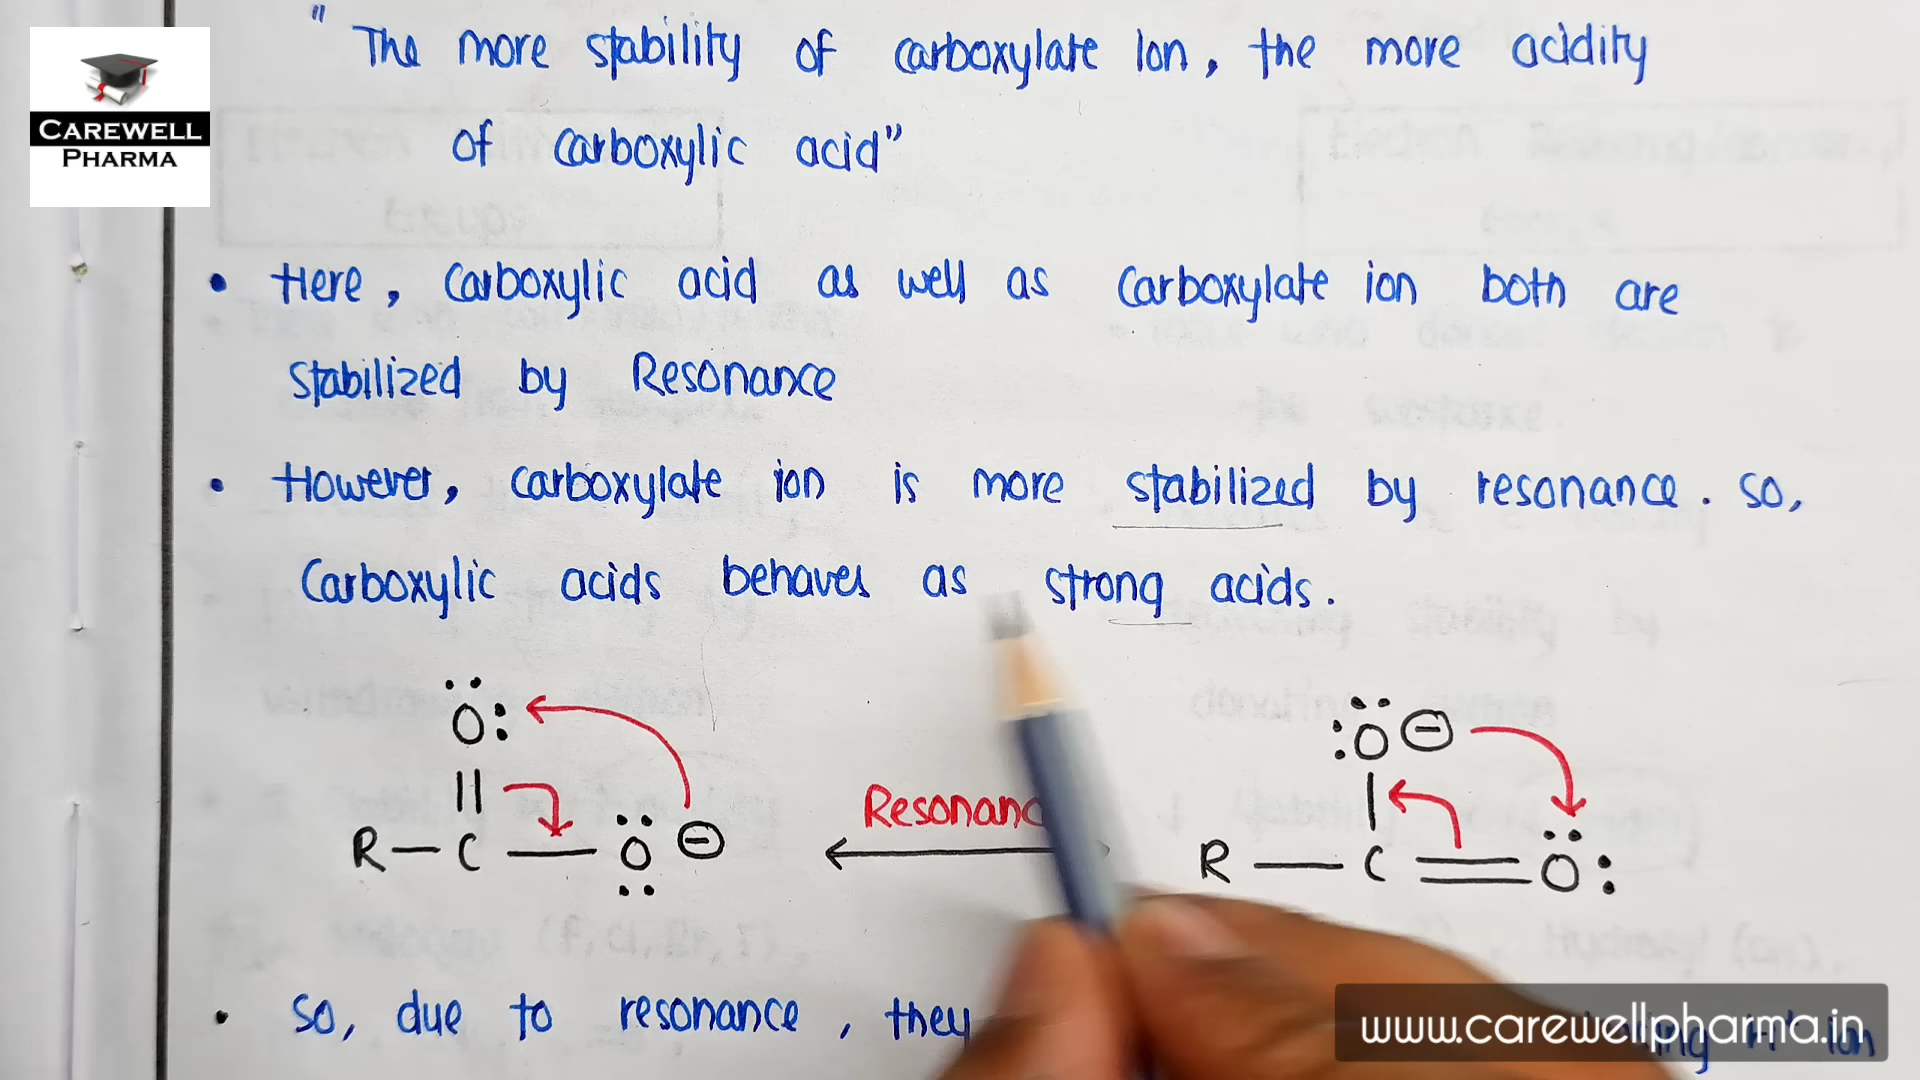 " The more stability of carboxylate Ion, the more acidity
of carboxylic acid"
CAREWELL
PHARMA
• Here, carboxylic acid as well as carboxylate ion both are
stabilized by Resonance
• However, carboxylate ion is more stabilized by resonance. so,
carboxylic acids behaves as strong acids.
Ö:
||
R — C — Ö ⊖
Resonanc
:Ö ⊖
|
R — C = Ö:
• so, due to resonance, they
ion
www.carewellpharma.in